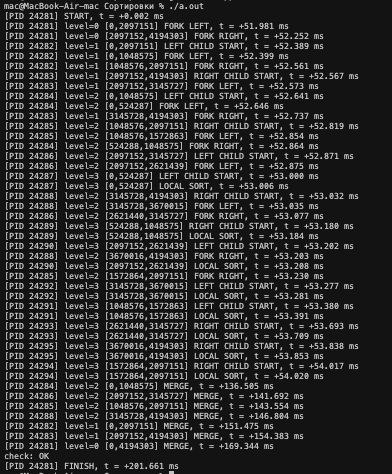 mac@MacBook-Air-mac Сортировки % ./a.out
[PID 24281] START, t = +0.002 ms
[PID 24281] level=0 [0,4194303] FORK LEFT, t = +51.981 ms
[PID 24281] level=0 [2097152,4194303] FORK RIGHT, t = +52.252 ms
[PID 24282] level=1 [0,2097151] LEFT CHILD START, t = +52.389 ms
[PID 24282] level=1 [0,1048575] FORK LEFT, t = +52.399 ms
[PID 24282] level=1 [1048576,2097151] FORK RIGHT, t = +52.561 ms
[PID 24283] level=1 [2097152,4194303] RIGHT CHILD START, t = +52.567 ms
[PID 24283] level=1 [2097152,3145727] FORK LEFT, t = +52.573 ms
[PID 24284] level=2 [0,1048575] LEFT CHILD START, t = +52.641 ms
[PID 24284] level=2 [0,524287] FORK LEFT, t = +52.646 ms
[PID 24283] level=1 [3145728,4194303] FORK RIGHT, t = +52.737 ms
[PID 24285] level=2 [1048576,2097151] RIGHT CHILD START, t = +52.819 ms
[PID 24285] level=2 [1048576,1572863] FORK LEFT, t = +52.854 ms
[PID 24284] level=2 [524288,1048575] FORK RIGHT, t = +52.864 ms
[PID 24286] level=2 [2097152,3145727] LEFT CHILD START, t = +52.871 ms
[PID 24286] level=2 [2097152,2621439] FORK LEFT, t = +52.875 ms
[PID 24287] level=3 [0,524287] LEFT CHILD START, t = +53.000 ms
[PID 24287] level=3 [0,524287] LOCAL SORT, t = +53.006 ms
[PID 24288] level=2 [3145728,4194303] RIGHT CHILD START, t = +53.032 ms
[PID 24288] level=2 [3145728,3670015] FORK LEFT, t = +53.035 ms
[PID 24286] level=2 [2621440,3145727] FORK RIGHT, t = +53.077 ms
[PID 24289] level=3 [524288,1048575] RIGHT CHILD START, t = +53.180 ms
[PID 24289] level=3 [524288,1048575] LOCAL SORT, t = +53.184 ms
[PID 24290] level=3 [2097152,2621439] LEFT CHILD START, t = +53.202 ms
[PID 24288] level=2 [3670016,4194303] FORK RIGHT, t = +53.203 ms
[PID 24290] level=3 [2097152,2621439] LOCAL SORT, t = +53.208 ms
[PID 24285] level=2 [1572864,2097151] FORK RIGHT, t = +53.230 ms
[PID 24292] level=3 [3145728,3670015] LEFT CHILD START, t = +53.277 ms
[PID 24292] level=3 [3145728,3670015] LOCAL SORT, t = +53.281 ms
[PID 24291] level=3 [1048576,1572863] LEFT CHILD START, t = +53.380 ms
[PID 24291] level=3 [1048576,1572863] LOCAL SORT, t = +53.391 ms
[PID 24293] level=3 [2621440,3145727] RIGHT CHILD START, t = +53.693 ms
[PID 24293] level=3 [2621440,3145727] LOCAL SORT, t = +53.709 ms
[PID 24295] level=3 [3670016,4194303] RIGHT CHILD START, t = +53.838 ms
[PID 24295] level=3 [3670016,4194303] LOCAL SORT, t = +53.853 ms
[PID 24294] level=3 [1572864,2097151] RIGHT CHILD START, t = +54.017 ms
[PID 24294] level=3 [1572864,2097151] LOCAL SORT, t = +54.020 ms
[PID 24284] level=2 [0,1048575] MERGE, t = +136.505 ms
[PID 24286] level=2 [2097152,3145727] MERGE, t = +141.692 ms
[PID 24285] level=2 [1048576,2097151] MERGE, t = +143.554 ms
[PID 24288] level=2 [3145728,4194303] MERGE, t = +146.804 ms
[PID 24282] level=1 [0,2097151] MERGE, t = +151.475 ms
[PID 24283] level=1 [2097152,4194303] MERGE, t = +154.383 ms
[PID 24281] level=0 [0,4194303] MERGE, t = +169.344 ms
check: OK
[PID 24281] FINISH, t = +201.661 ms